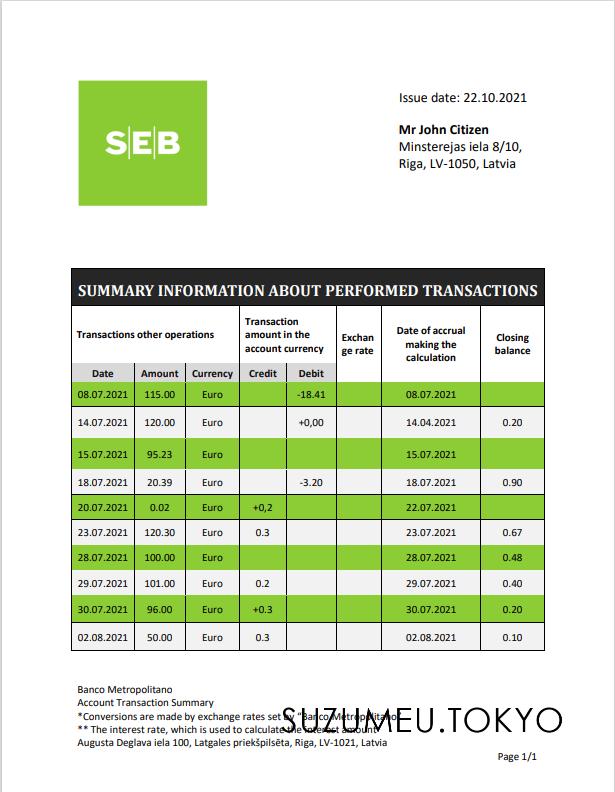 SEB
Issue date: 22.10.2021
Mr John Citizen
Minsterejas iela 8/10,
Riga, LV-1050, Latvia
SUMMARY INFORMATION ABOUT PERFORMED TRANSACTIONS
Transactions other operations
Transaction
amount in the
account currency
Exchan
ge rate
Date of accrual
making the
calculation
Closing
balance
Date Amount Currency Credit Debit
08.07.2021 115.00 Euro -18.41 08.07.2021
14.07.2021 120.00 Euro +0,00 14.04.2021 0.20
15.07.2021 95.23 Euro 15.07.2021
18.07.2021 20.39 Euro -3.20 18.07.2021 0.90
20.07.2021 0.02 Euro +0,2 22.07.2021
23.07.2021 120.30 Euro 0.3 23.07.2021 0.67
28.07.2021 100.00 Euro 28.07.2021 0.48
29.07.2021 101.00 Euro 0.2 29.07.2021 0.40
30.07.2021 96.00 Euro +0.3 30.07.2021 0.20
02.08.2021 50.00 Euro 0.3 02.08.2021 0.10
Banco Metropolitano
Account Transaction Summary
*Conversions are made by exchange rates set by "Banco Metropolitano"
** The interest rate, which is used to calculate the interest amount
Augusta Deglava iela 100, Latgales priekšpilsēta, Riga, LV-1021, Latvia
SUZUMEU.TOKYO
Page 1/1